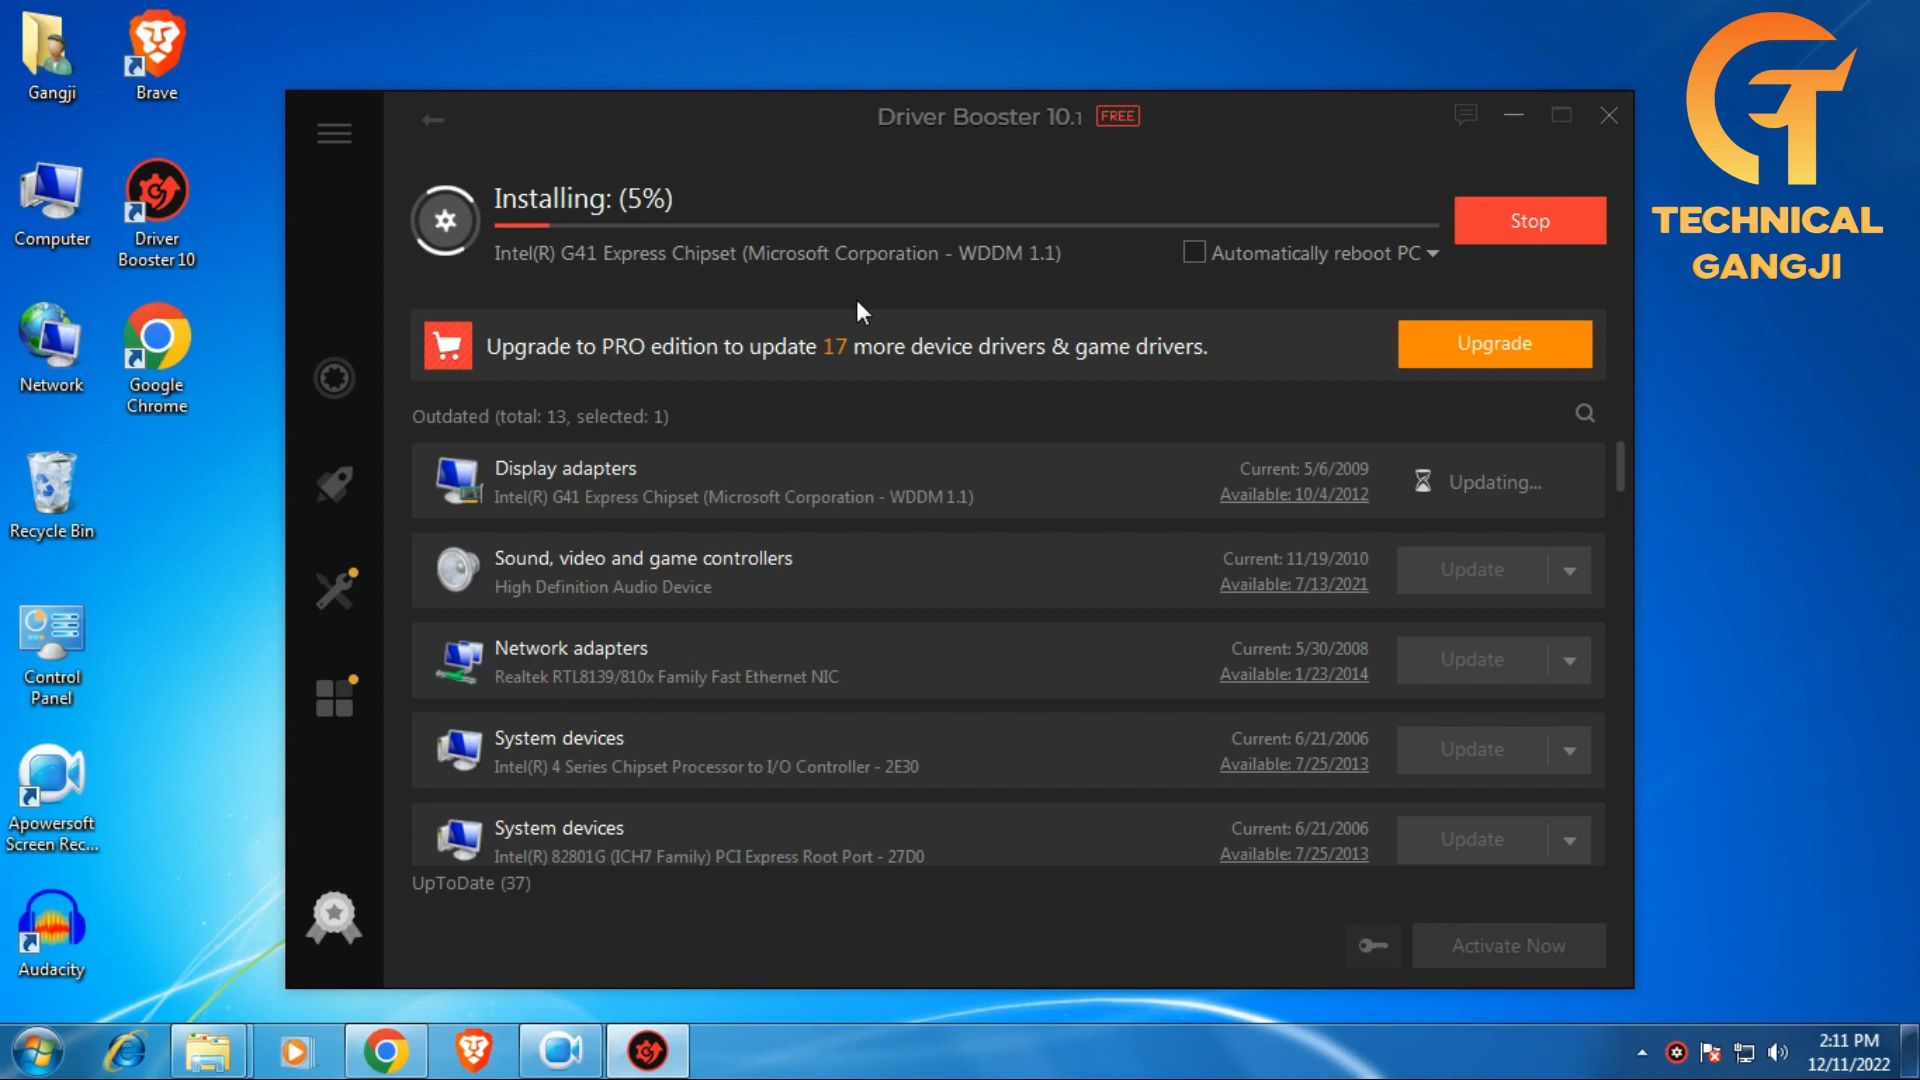 Gangji
Brave
Computer
Driver
Booster 10
Network
Google
Chrome
Recycle Bin
Control
Panel
Apowersoft
Screen Rec...
Audacity
Driver Booster 10.1 FREE
Installing: (5%)
Stop
Intel(R) G41 Express Chipset (Microsoft Corporation - WDDM 1.1)
Automatically reboot PC
Upgrade to PRO edition to update 17 more device drivers & game drivers.
Upgrade
Outdated (total: 13, selected: 1)
Display adapters
Intel(R) G41 Express Chipset (Microsoft Corporation - WDDM 1.1)
Current: 5/6/2009
Available: 10/4/2012
Updating...
Sound, video and game controllers
High Definition Audio Device
Current: 11/19/2010
Available: 7/13/2021
Update
Network adapters
Realtek RTL8139/810x Family Fast Ethernet NIC
Current: 5/30/2008
Available: 1/23/2014
Update
System devices
Intel(R) 4 Series Chipset Processor to I/O Controller - 2E30
Current: 6/21/2006
Available: 7/25/2013
Update
System devices
Intel(R) 82801G (ICH7 Family) PCI Express Root Port - 27D0
Current: 6/21/2006
Available: 7/25/2013
Update
UpToDate (37)
Activate Now
TECHNICAL
GANGJI
2:11 PM
12/11/2022